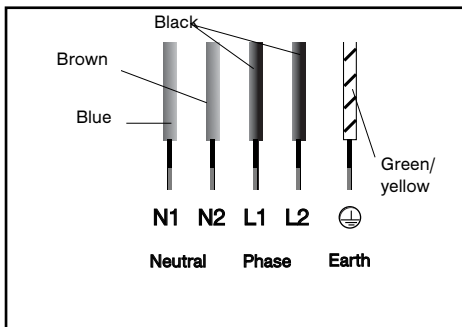 Black
Brown
Blue
Green/
yellow
N1 N2 L1 L2
Neutral Phase Earth